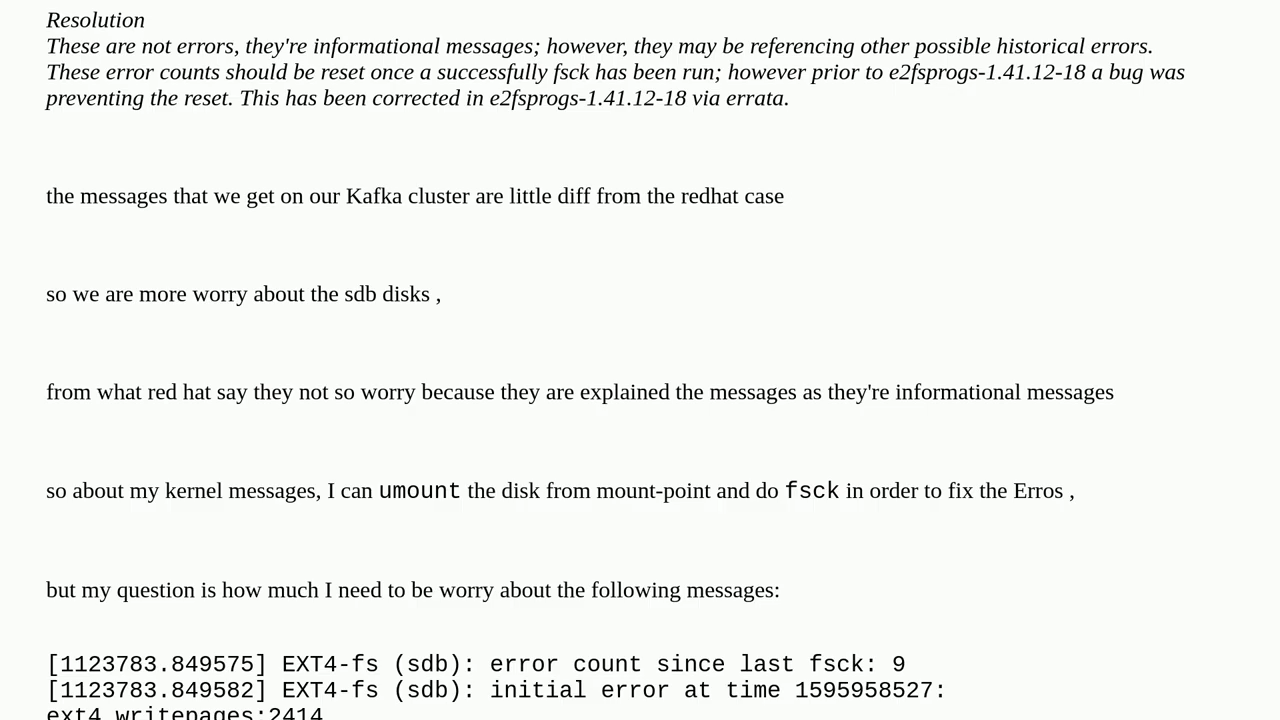 Resolution
These are not errors, they're informational messages; however, they may be referencing other possible historical errors.
These error counts should be reset once a successfully fsck has been run; however prior to e2fsprogs-1.41.12-18 a bug was
preventing the reset. This has been corrected in e2fsprogs-1.41.12-18 via errata.
the messages that we get on our Kafka cluster are little diff from the redhat case
so we are more worry about the sdb disks ,
from what red hat say they not so worry because they are explained the messages as they're informational messages
so about my kernel messages, I can umount the disk from mount-point and do fsck in order to fix the Erros ,
but my question is how much I need to be worry about the following messages:
[1123783.849575] EXT4-fs (sdb): error count since last fsck: 9
[1123783.849582] EXT4-fs (sdb): initial error at time 1595958527:
ext4_writepages:2414